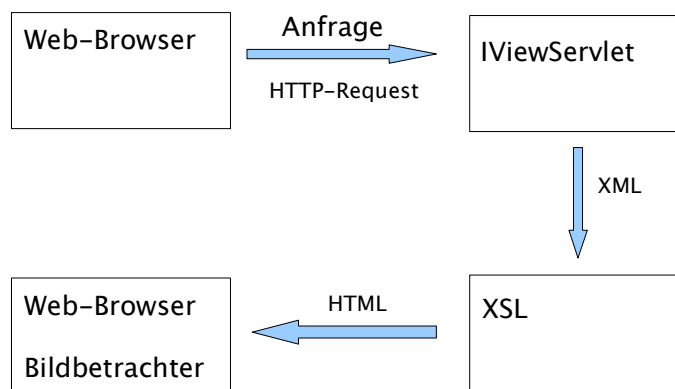 Web-Browser
Anfrage
HTTP-Request
IViewServlet
XML
XSL
HTML
Web-Browser
Bildbetrachter